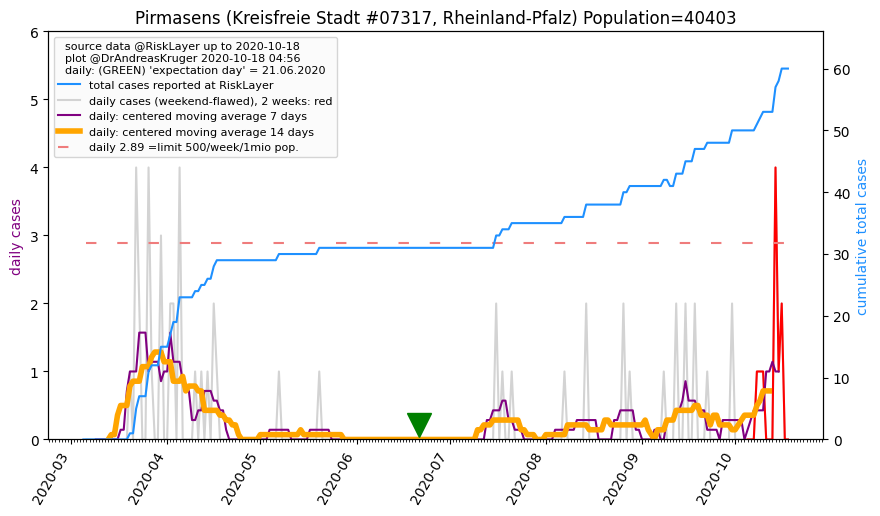 Pirmasens (Kreisfreie Stadt #07317, Rheinland-Pfalz) Population=40403
source data @RiskLayer up to 2020-10-18
plot @DrAndreasKruger 2020-10-18 04:56
daily: (GREEN) 'expectation day' = 21.06.2020
total cases reported at RiskLayer
daily cases (weekend-flawed), 2 weeks: red
daily: centered moving average 7 days
daily: centered moving average 14 days
daily 2.89 =limit 500/week/1mio pop.
daily cases
6
5
4
3
2
1
0
cumulative total cases
60
50
40
30
20
10
0
2020-03
2020-04
2020-05
2020-06
2020-07
2020-08
2020-09
2020-10